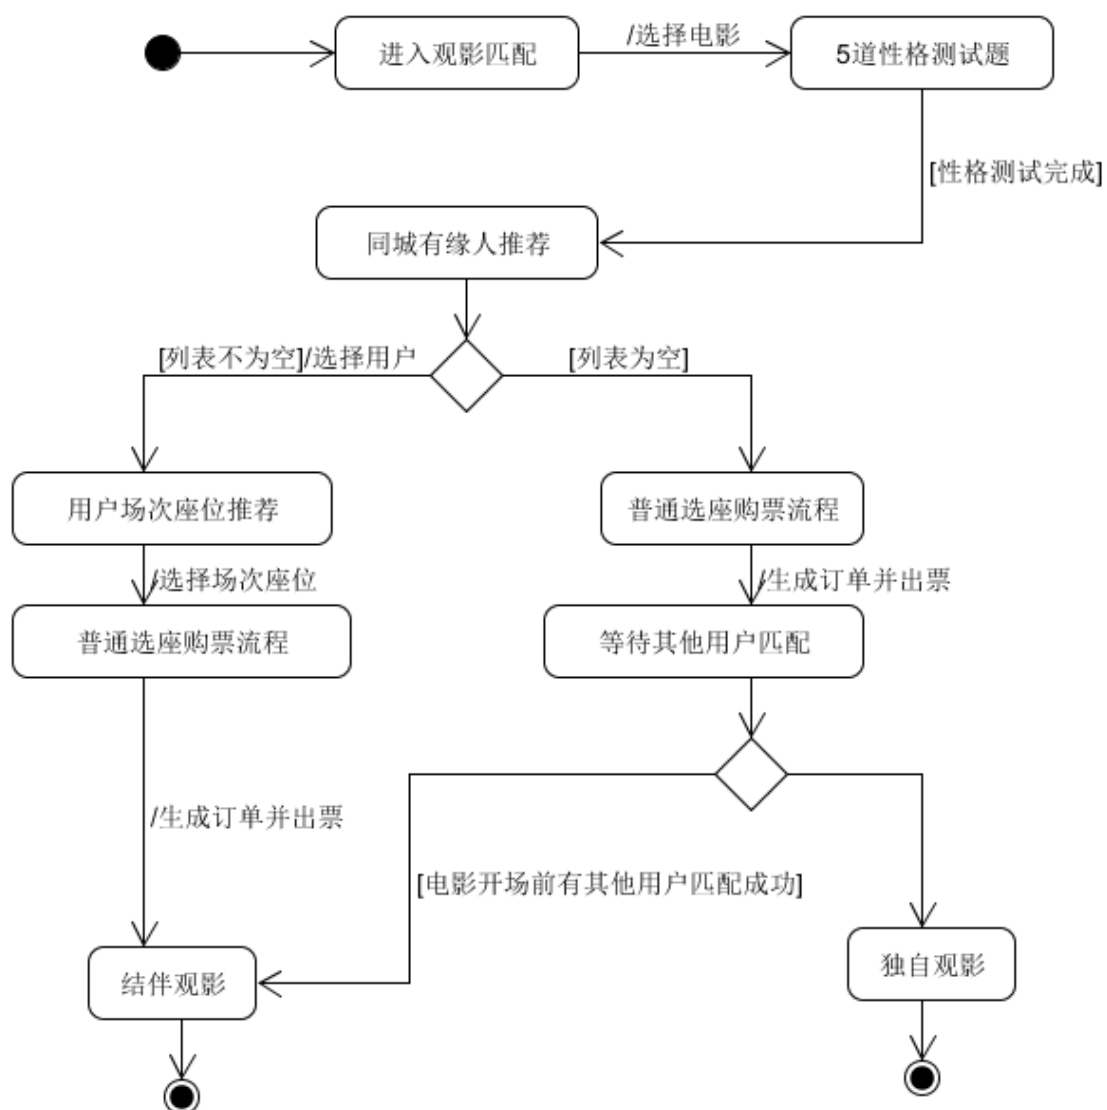 进入观影匹配
/选择电影
5道性格测试题
[性格测试完成]
同城有缘人推荐
[列表不为空]/选择用户
[列表为空]
用户场次座位推荐
普通选座购票流程
/选择场次座位
/生成订单并出票
普通选座购票流程
等待其他用户匹配
/生成订单并出票
[电影开场前有其他用户匹配成功]
结伴观影
独自观影